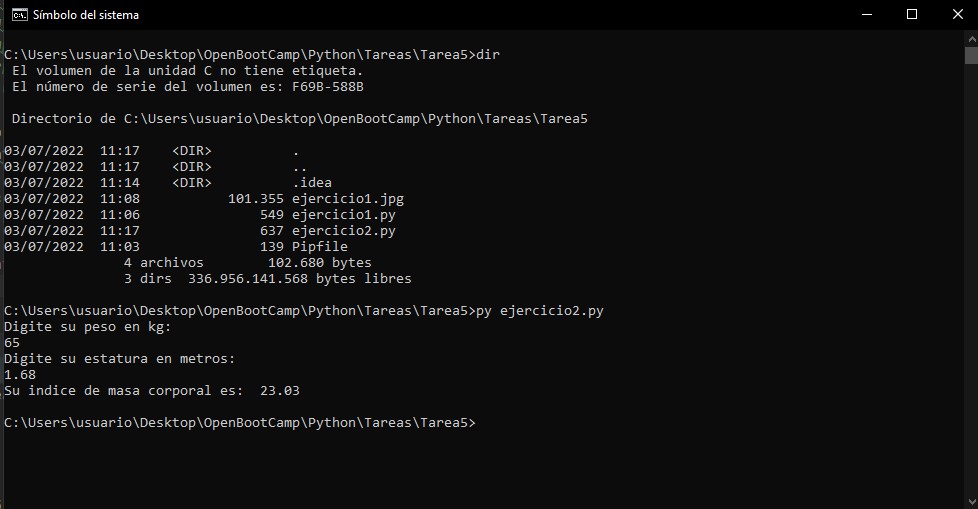 Símbolo del sistema
C:\Users\usuario\Desktop\OpenBootCamp\Python\Tareas\Tarea5>dir
 El volumen de la unidad C no tiene etiqueta.
 El número de serie del volumen es: F69B-588B

 Directorio de C:\Users\usuario\Desktop\OpenBootCamp\Python\Tareas\Tarea5

03/07/2022  11:17    <DIR>          .
03/07/2022  11:17    <DIR>          ..
03/07/2022  11:14    <DIR>          .idea
03/07/2022  11:08           101.355 ejercicio1.jpg
03/07/2022  11:06               549 ejercicio1.py
03/07/2022  11:17               637 ejercicio2.py
03/07/2022  11:03               139 Pipfile
               4 archivos        102.680 bytes
               3 dirs  336.956.141.568 bytes libres

C:\Users\usuario\Desktop\OpenBootCamp\Python\Tareas\Tarea5>py ejercicio2.py
Digite su peso en kg:
65
Digite su estatura en metros:
1.68
Su indice de masa corporal es:  23.03

C:\Users\usuario\Desktop\OpenBootCamp\Python\Tareas\Tarea5>